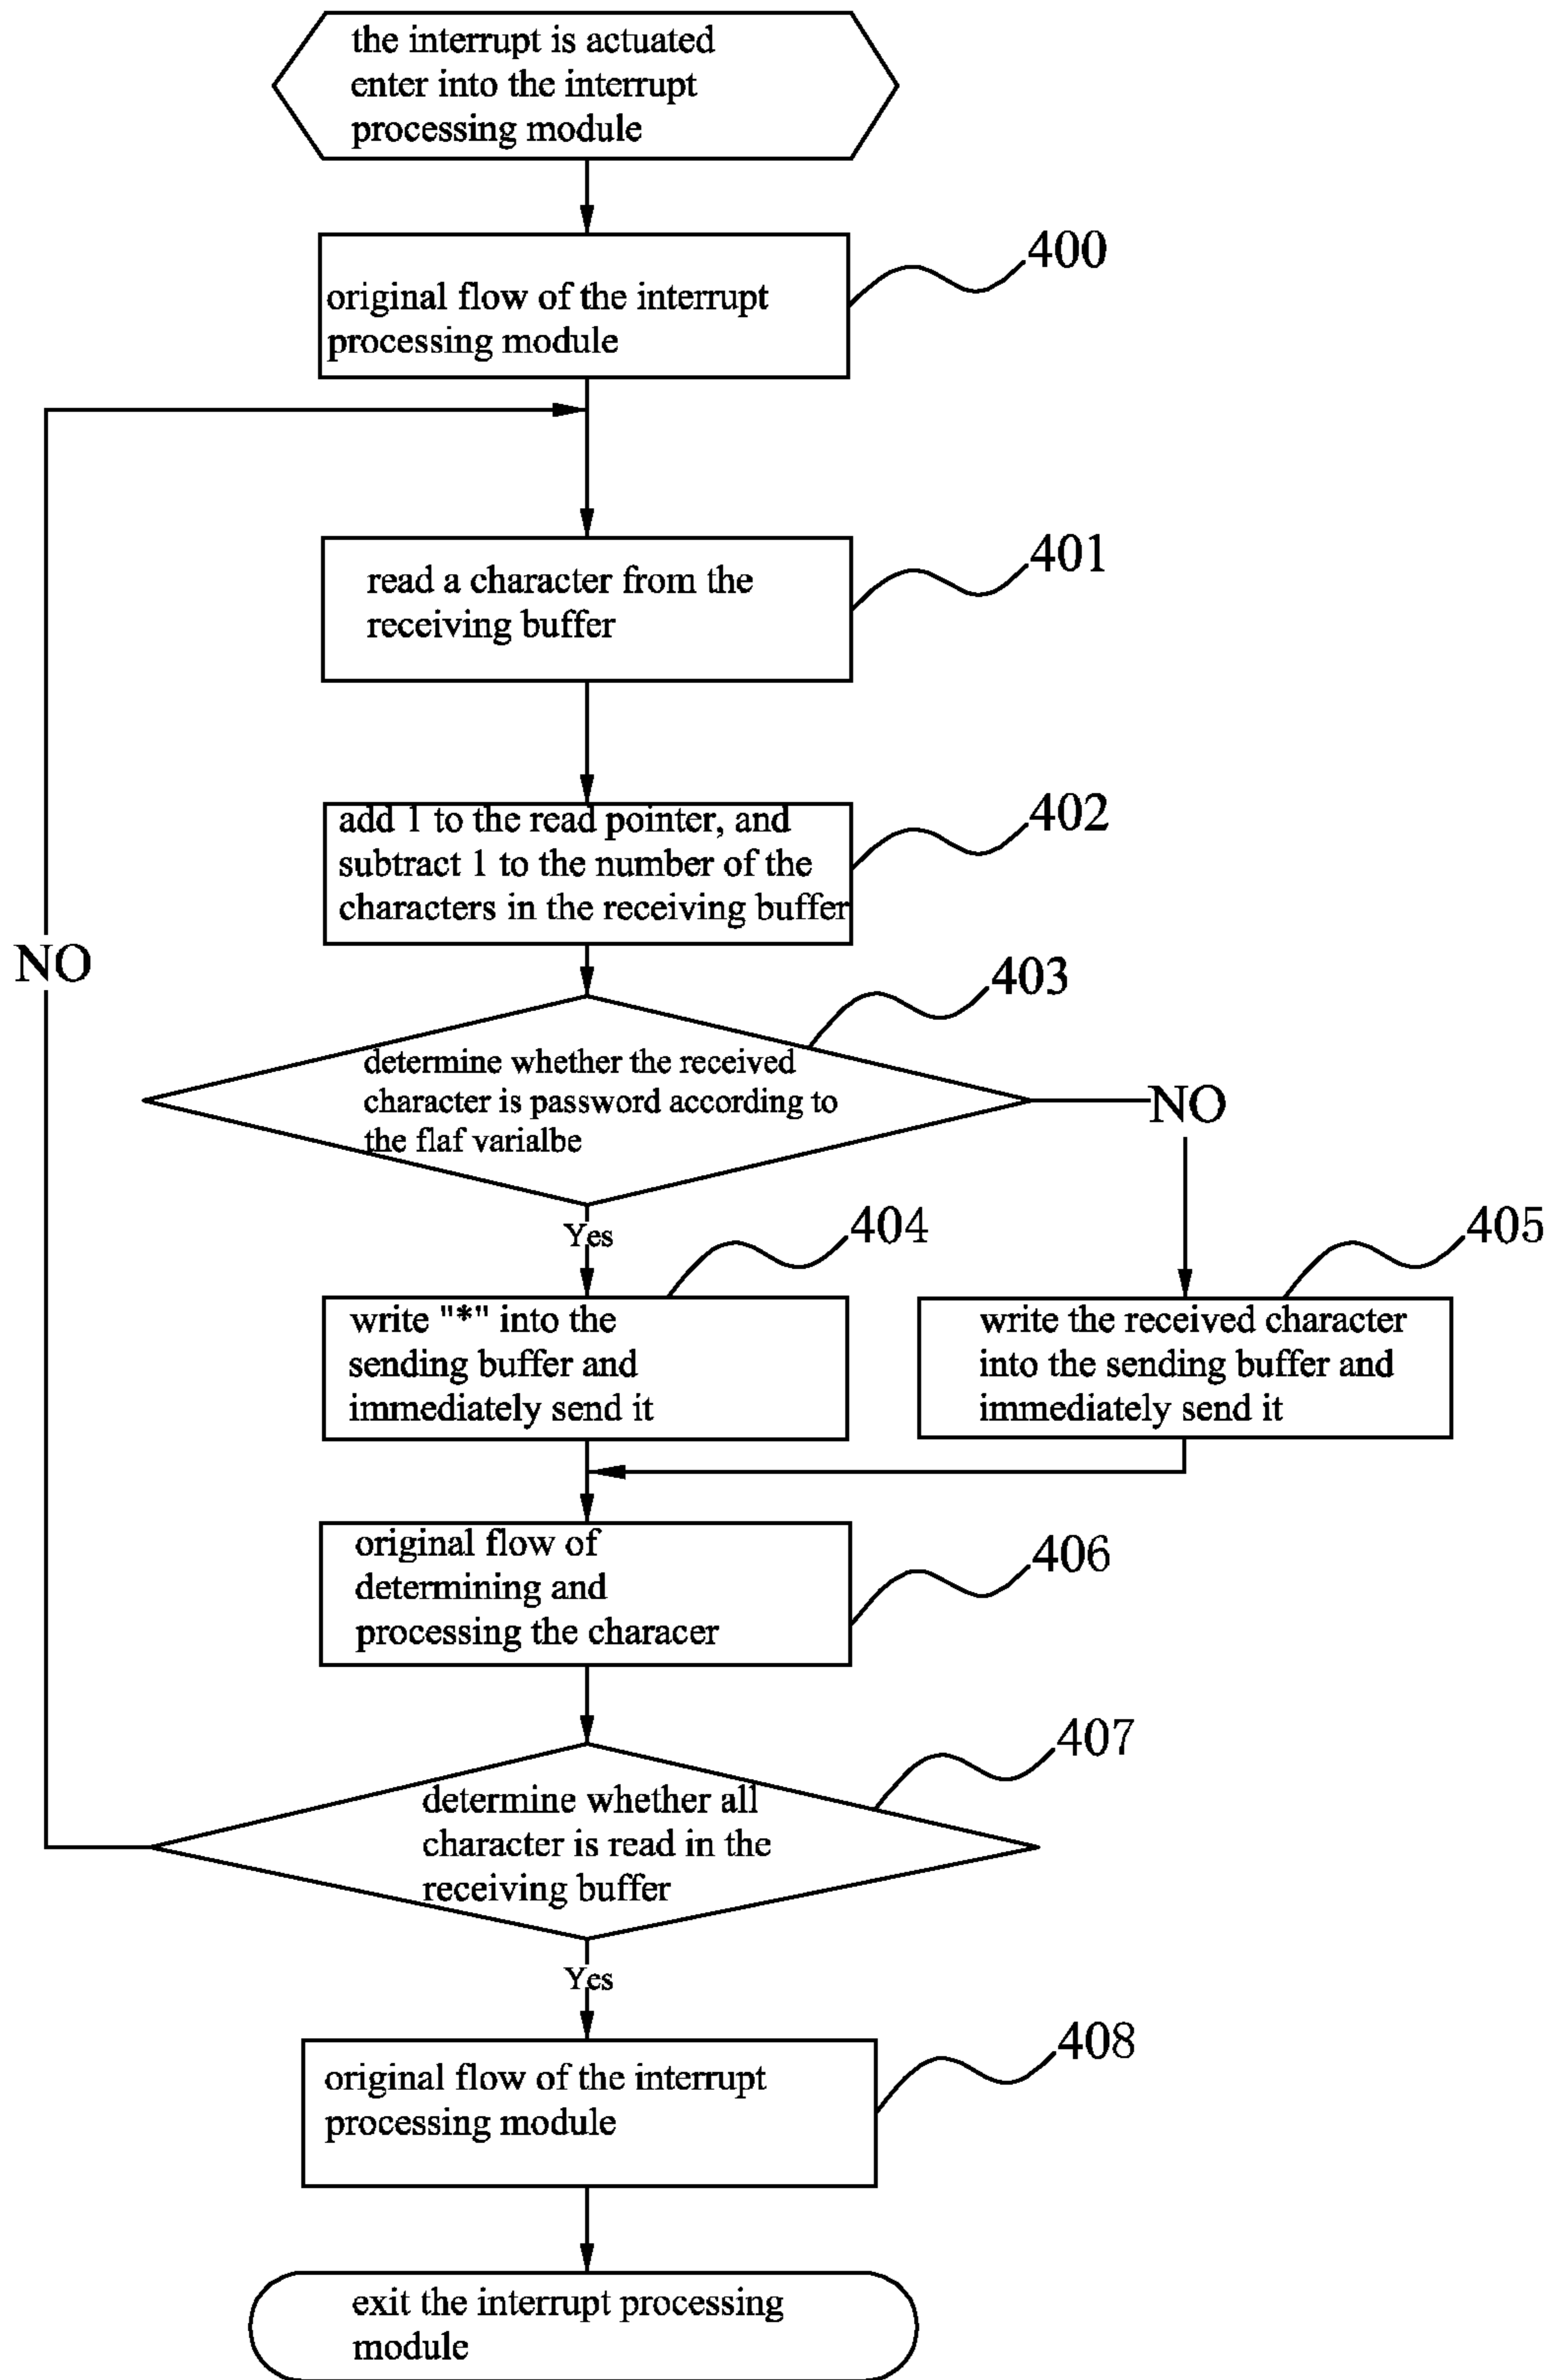 the interrupt is actuated
enter into the interrupt
processing module
400
original flow of the interrupt
processing module
401
read a character from the
receiving buffer
402
add 1 to the read pointer, and
subtract 1 to the number of the
characters in the receiving buffer
NO
403
determine whether the received
character is password according to
the flaf varialbe
NO
Yes
404
405
write "*" into the
sending buffer and
immediately send it
write the received character
into the sending buffer and
immediately send it
406
original flow of
determining and
processing the characer
407
determine whether all
character is read in the
receiving buffer
Yes
408
original flow of the interrupt
processing module
exit the interrupt processing
module